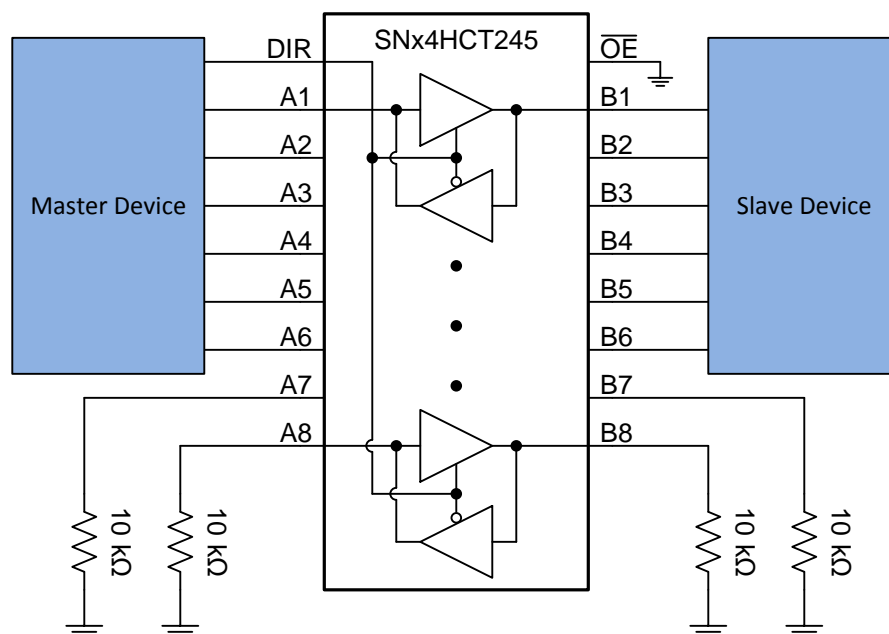 SNx4HCT245
DIR
O̅E̅
A1
B1
A2
B2
Master Device
A3
B3
Slave Device
A4
B4
A5
B5
A6
B6
A7
B7
A8
B8
10 kΩ
10 kΩ
10 kΩ
10 kΩ